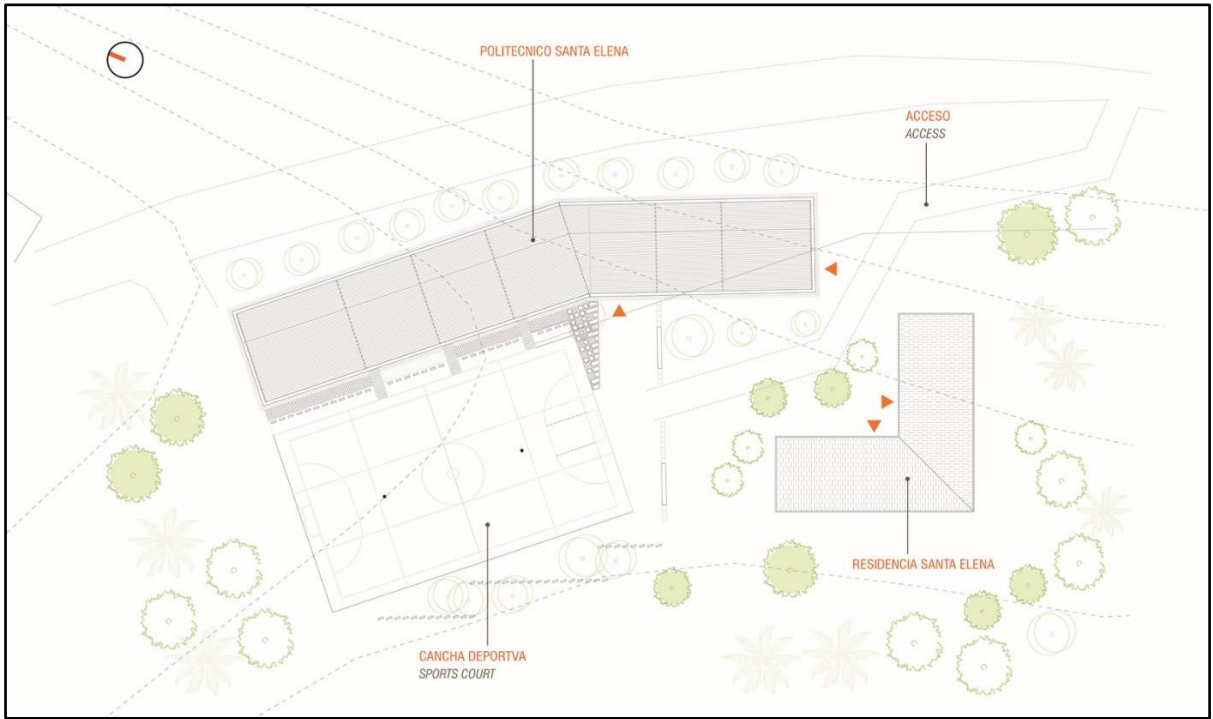 POLITECNICO SANTA ELENA
ACCESO
ACCESS
RESIDENCIA SANTA ELENA
CANCHA DEPORTVA
SPORTS COURT